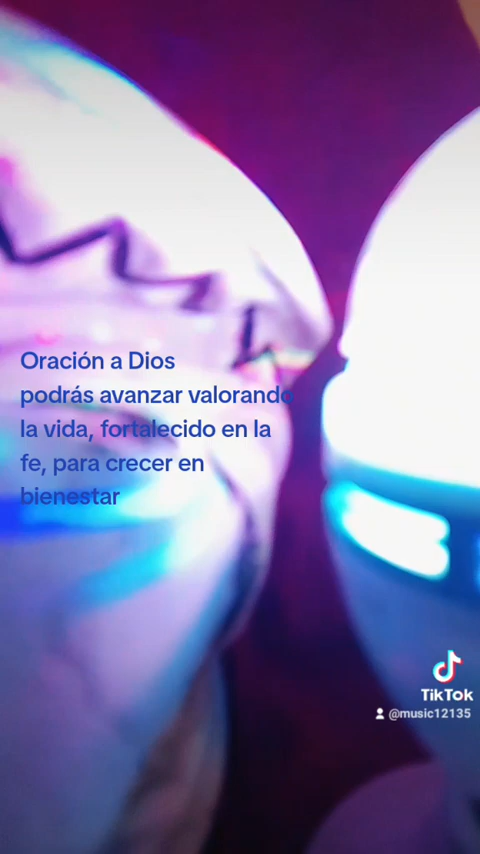 Oración a Dios
podrás avanzar valorando
la vida, fortalecido en la
fe, para crecer en
bienestar
TikTok
@music12135